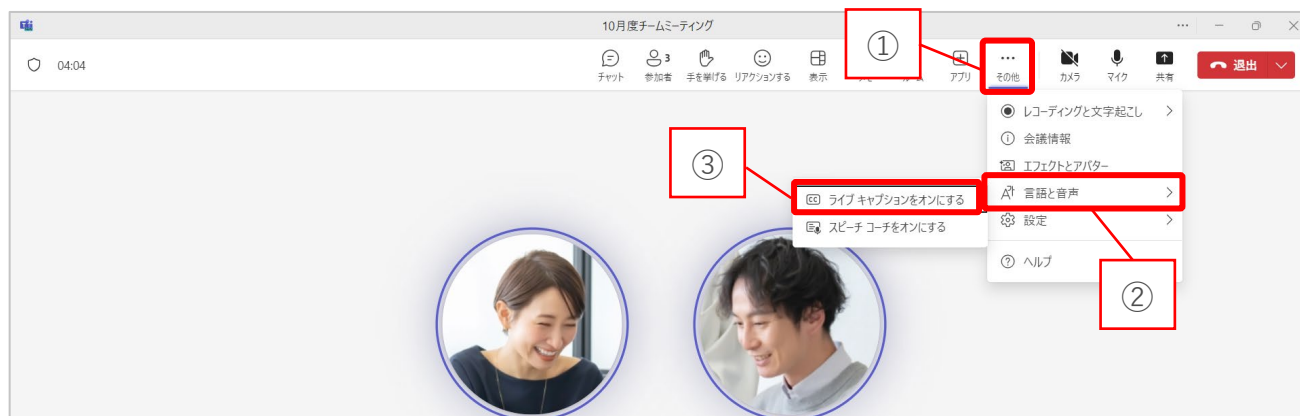 10月度チームミーティング
04:04
チャット
3
参加者
手を挙げる
リアクションする
表示
アプリ
その他
カメラ
マイク
共有
退出
①
レコーディングと文字起こし
会議情報
エフェクトとアバター
言語と音声
設定
ヘルプ
②
③
CC ライブ キャプションをオンにする
スピーチ コーチをオンにする